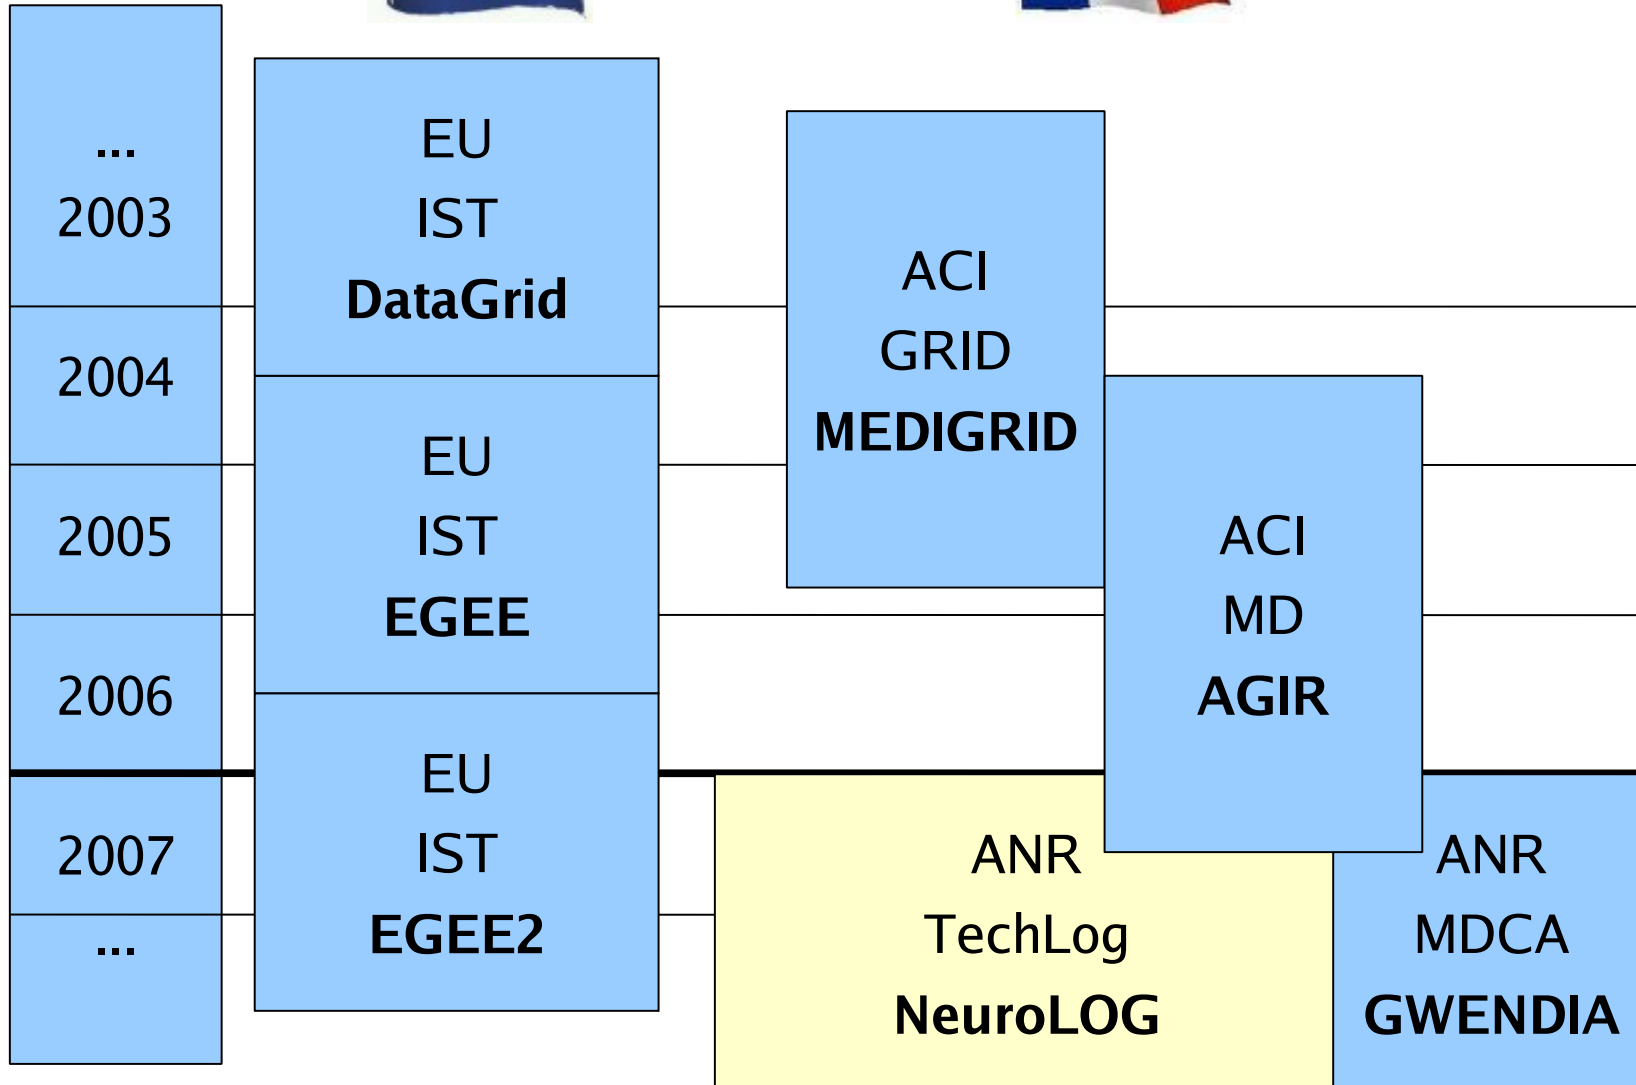 ...
2003
2004
2005
2006
2007
...
EU
IST
DataGrid
EU
IST
EGEE
EU
IST
EGEE2
ACI
GRID
MEDIGRID
ACI
MD
AGIR
ANR
TechLog
NeuroLOG
ANR
MDCA
GWENDIA